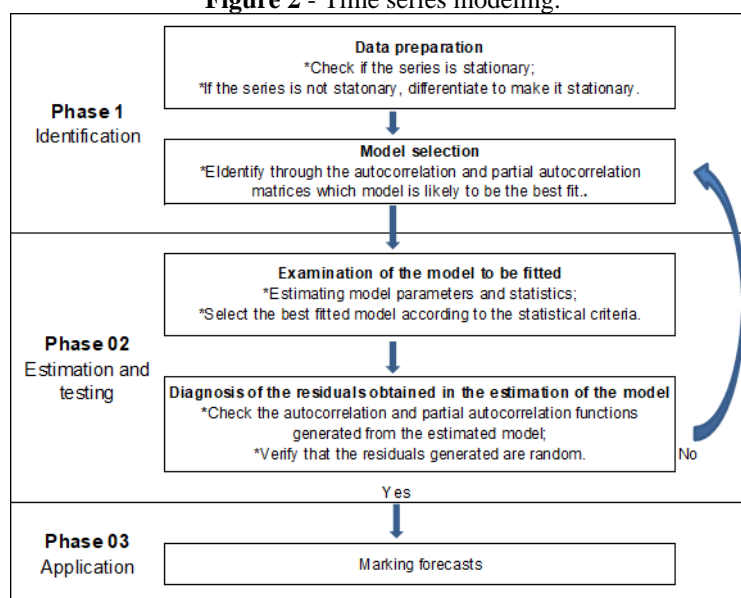 Figure 2 - Time series modeling.
Data preparation
*Check if the series is stationary;
*If the series is not statonary, differentiate to make it stationary.
Phase 1
Identification
Model selection
*EIdentify through the autocorrelation and partial autocorrelation
matrices which model is likely to be the best fit..
Examination of the model to be fitted
*Estimating model parameters and statistics;
*Select the best fitted model according to the statistical criteria.
Phase 02
Estimation and
testing
Diagnosis of the residuals obtained in the estimation of the model
*Check the autocorrelation and partial autocorrelation functions
generated from the estimated model;
*Verify that the residuals generated are random.
No
Yes
Phase 03
Application
Marking forecasts